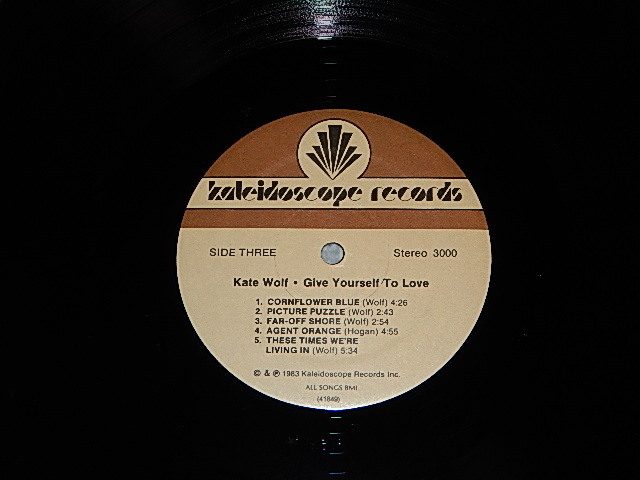 kaleidoscope records
SIDE THREE
Stereo 3000
Kate Wolf • Give Yourself To Love
1. CORNFLOWER BLUE (Wolf) 4:26
2. PICTURE PUZZLE (Wolf) 2:43
3. FAR-OFF SHORE (Wolf) 2:54
4. AGENT ORANGE (Hogan) 4:55
5. THESE TIMES WE'RE
LIVING IN (Wolf) 5:34
© & ℗ 1983 Kaleidoscope Records Inc.
ALL SONGS BMI
(41849)